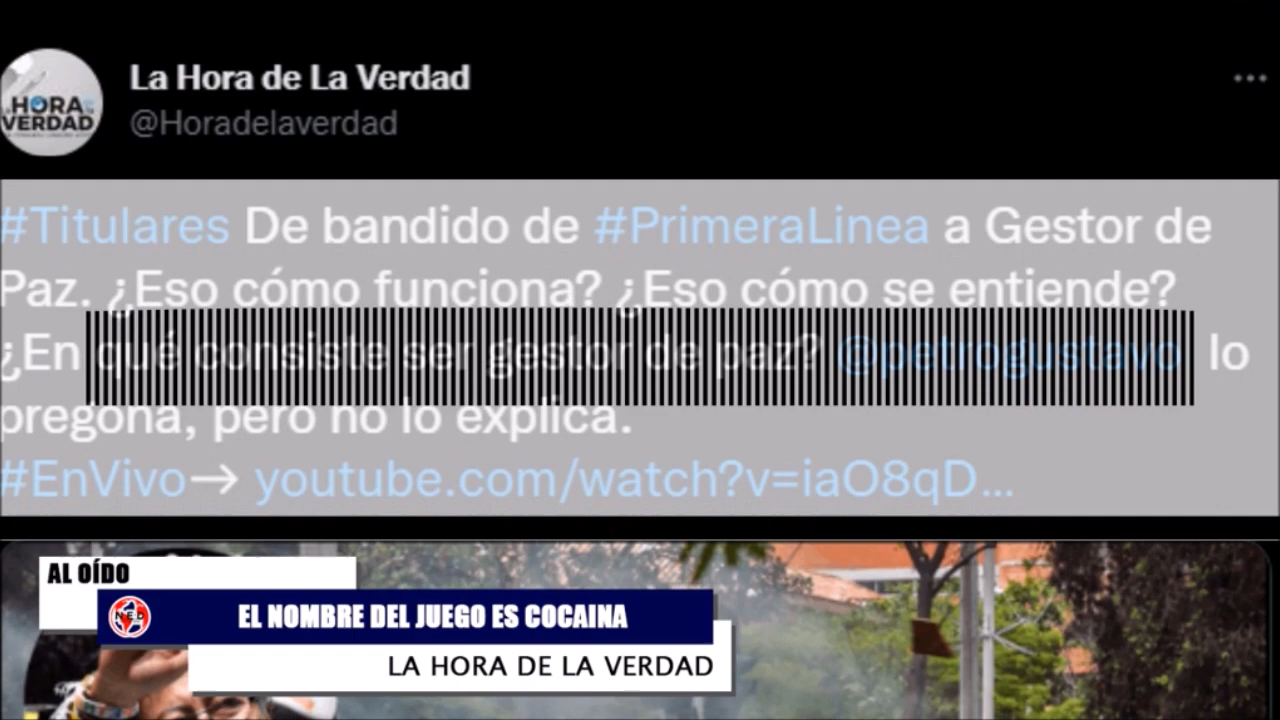 La Hora de La Verdad
@Horadelaverdad
HORA
VERDAD
#Titulares De bandido de #PrimeraLinea a Gestor de
Paz. ¿Eso cómo funciona? ¿Eso cómo se entiende?
¿En qué consiste ser gestor de paz? @petrogustavo lo
pregona, pero no lo explica.
#EnVivo→ youtube.com/watch?v=iaO8qD...
AL OÍDO
EL NOMBRE DEL JUEGO ES COCAINA
LA HORA DE LA VERDAD